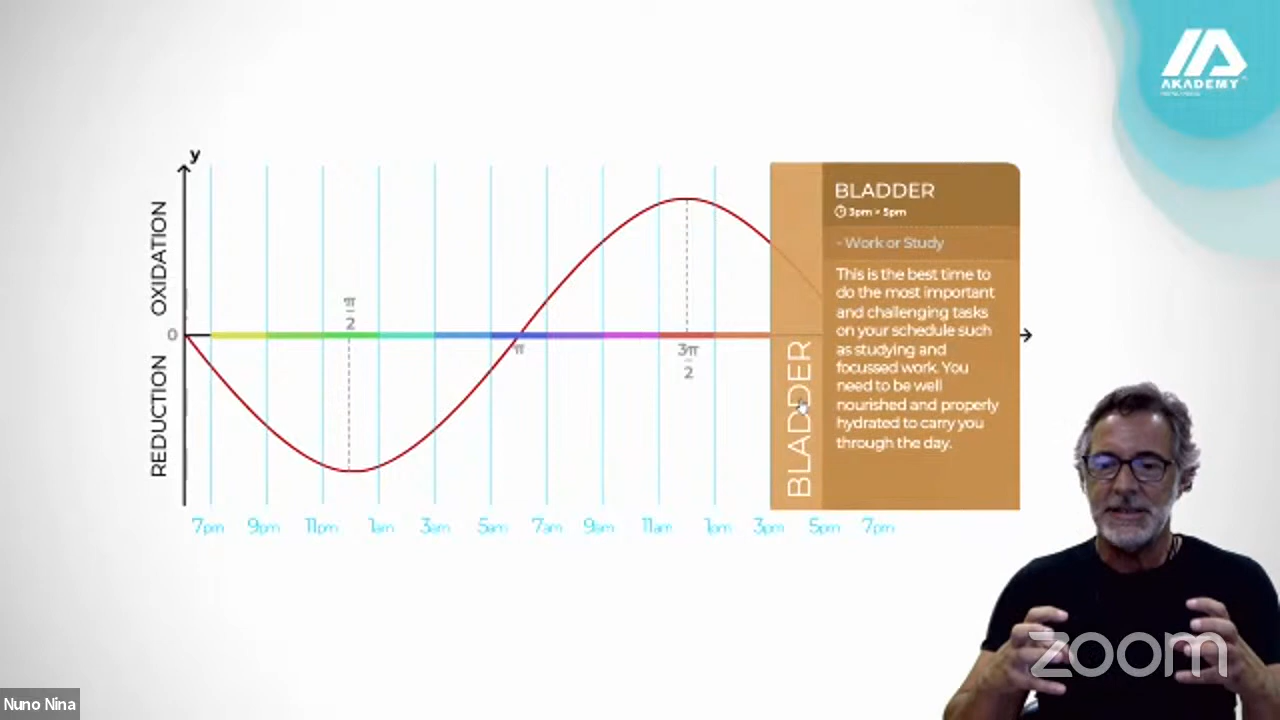 AKADEMY
y
OXIDATION
REDUCTION
0
π
2
π
3π
2
7pm 9pm 11pm 1am 3am 5am 7am 9am 11am 1pm 3pm 5pm 7pm
BLADDER
BLADDER
3pm > 5pm
- Work or Study
This is the best time to
do the most important
and challenging tasks
on your schedule such
as studying and
focussed work. You
need to be well
nourished and properly
hydrated to carry you
through the day.
zoom
Nuno Nina